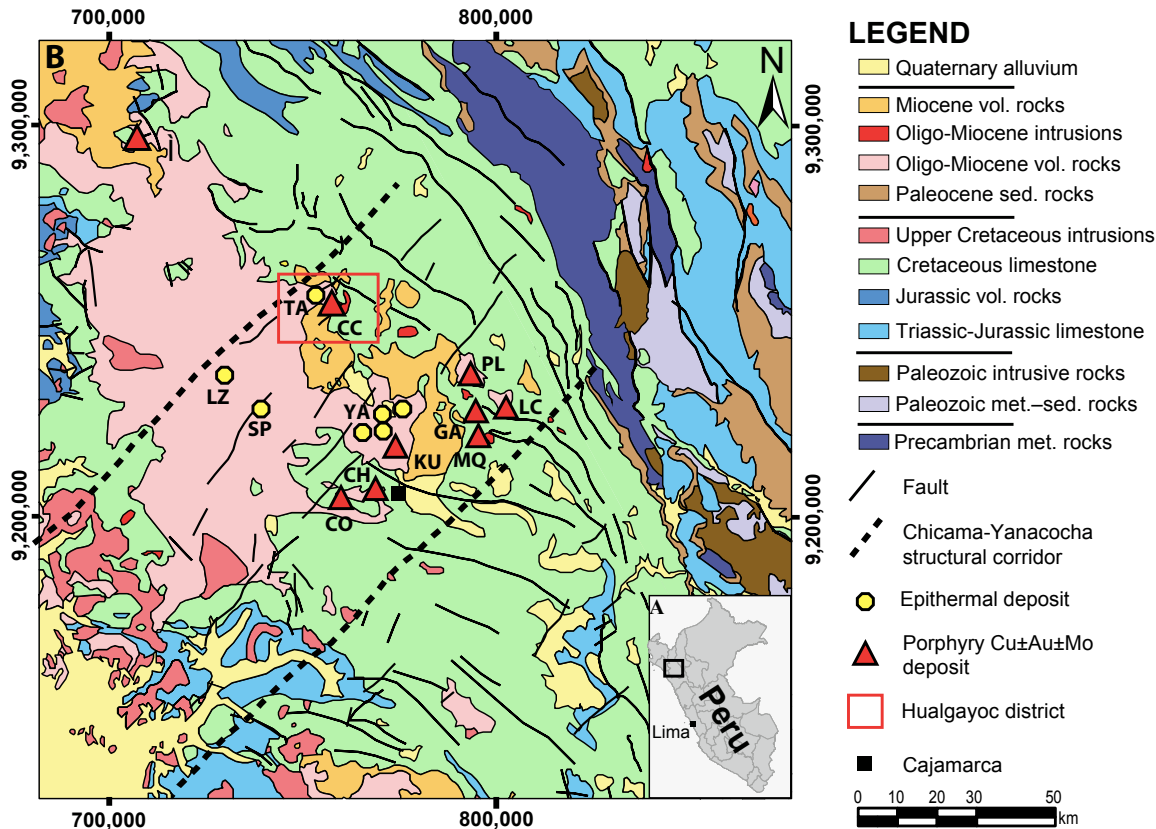 700,000
800,000
B
N
9,300,000
9,300,000
TA
CC
PL
LZ
SP
YA
LC
GA
MQ
KU
CH
CO
9,200,000
9,200,000
A
Peru
Lima
700,000
800,000
LEGEND
Quaternary alluvium
Miocene vol. rocks
Oligo-Miocene intrusions
Oligo-Miocene vol. rocks
Paleocene sed. rocks
Upper Cretaceous intrusions
Cretaceous limestone
Jurassic vol. rocks
Triassic-Jurassic limestone
Paleozoic intrusive rocks
Paleozoic met.–sed. rocks
Precambrian met. rocks
Fault
Chicama-Yanacocha
structural corridor
Epithermal deposit
Porphyry Cu±Au±Mo
deposit
Hualgayoc district
Cajamarca
0 10 20 30 50
km